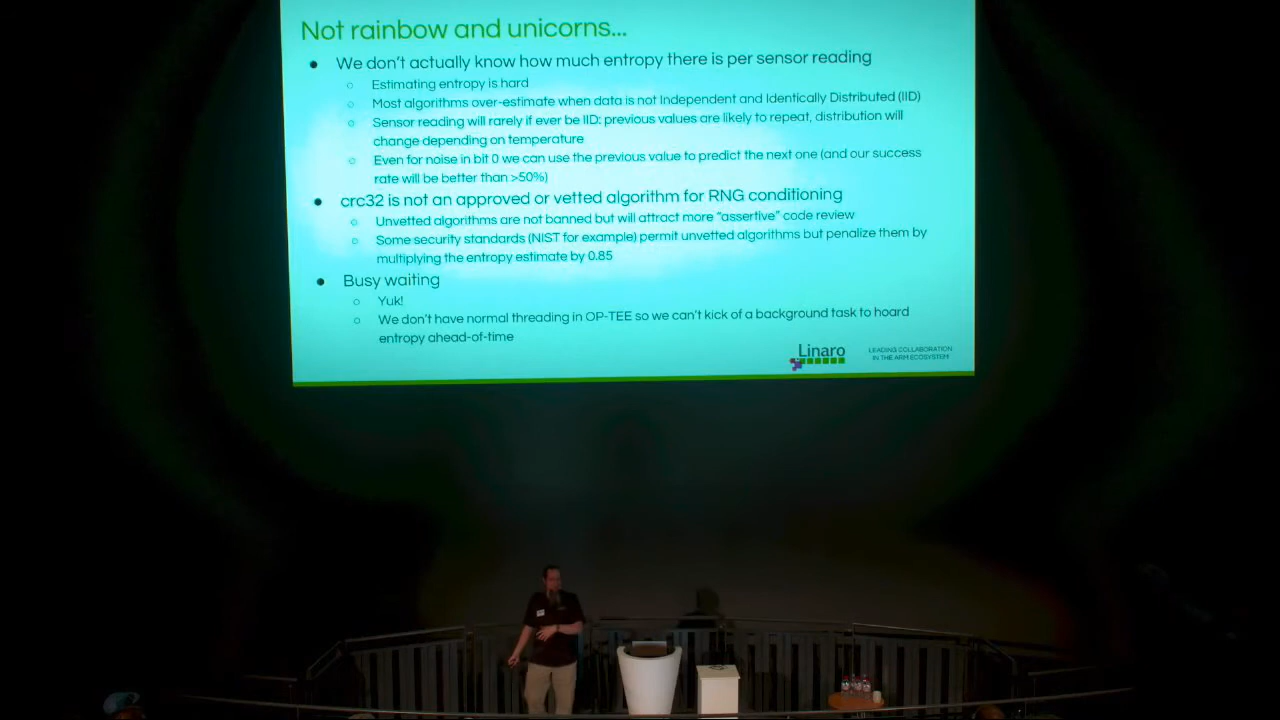 Not rainbow and unicorns...
We don't actually know how much entropy there is per sensor reading
Estimating entropy is hard
Most algorithms over-estimate when data is not Independent and Identically Distributed (IID)
Sensor reading will rarely if ever be IID: previous values are likely to repeat, distribution will
change depending on temperature
Even for noise in bit 0 we can use the previous value to predict the next one (and our success
rate will be better than >50%)
crc32 is not an approved or vetted algorithm for RNG conditioning
Unvetted algorithms are not banned but will attract more "assertive" code review
Some security standards (NIST for example) permit unvetted algorithms but penalize them by
multiplying the entropy estimate by 0.85
Busy waiting
Yuk!
We don't have normal threading in OP-TEE so we can't kick of a background task to hoard
entropy ahead-of-time
Linaro
LEADING COLLABORATION
IN THE ARM ECOSYSTEM